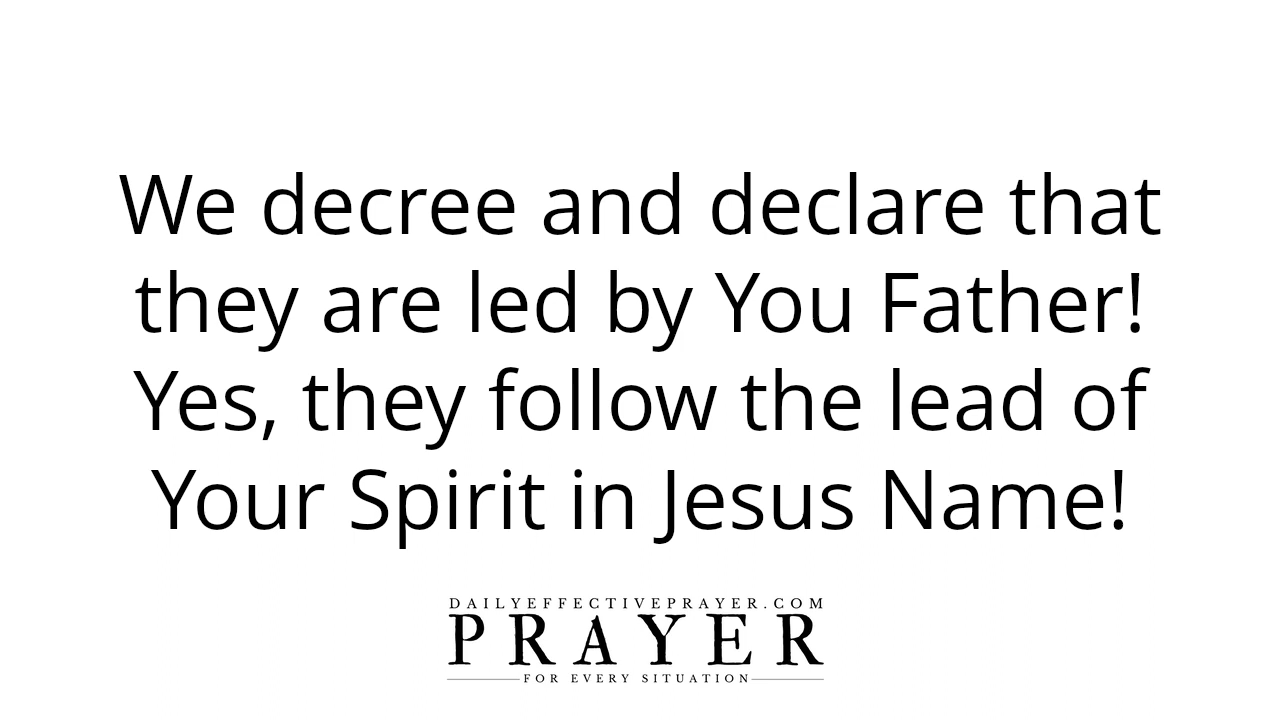 We decree and declare that
they are led by You Father!
Yes, they follow the lead of
Your Spirit in Jesus Name!
DAILYEFFECTIVEPRAYER.COM
PRAYER
FOR EVERY SITUATION